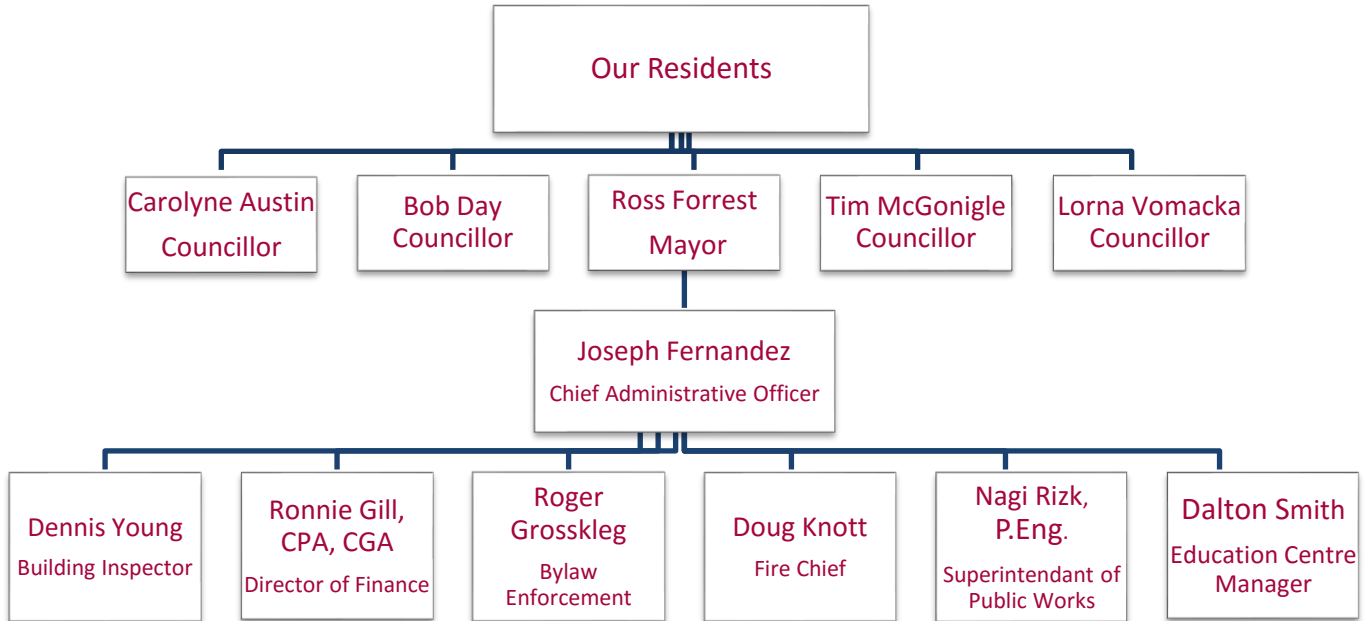 Our Residents
Carolyne Austin
Councillor
Bob Day
Councillor
Ross Forrest
Mayor
Tim McGonigle
Councillor
Lorna Vomacka
Councillor
Joseph Fernandez
Chief Administrative Officer
Dennis Young
Building Inspector
Ronnie Gill,
CPA, CGA
Director of Finance
Roger
Grosskleg
Bylaw
Enforcement
Doug Knott
Fire Chief
Nagi Rizk,
P.Eng.
Superintendant of
Public Works
Dalton Smith
Education Centre
Manager